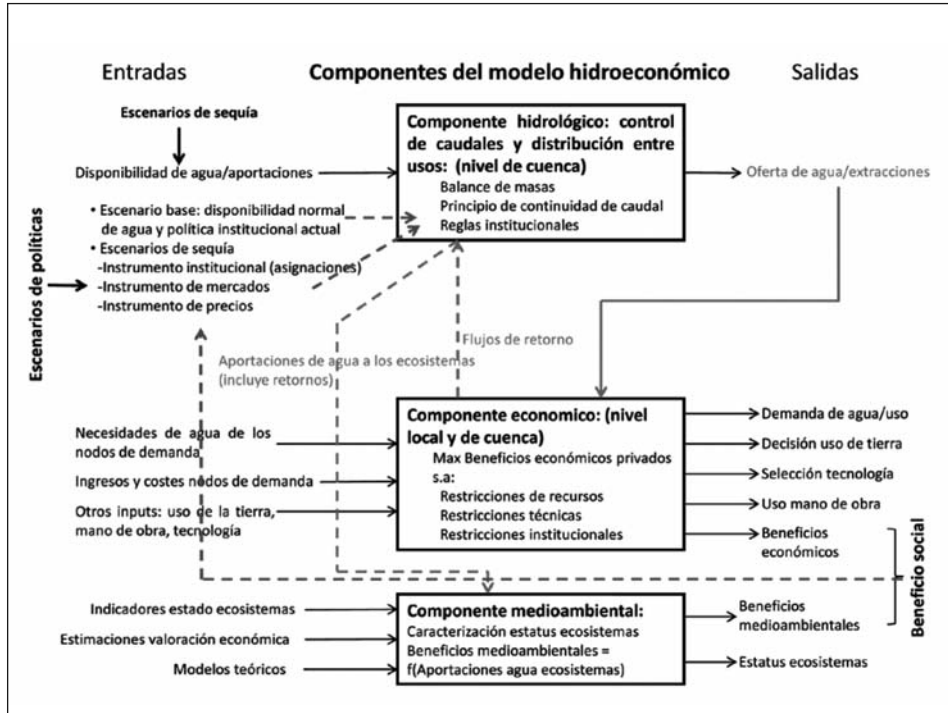 Entradas
Componentes del modelo hidroeconómico
Salidas
Escenarios de sequía
Disponibilidad de agua/aportaciones
Componente hidrológico: control
de caudales y distribución entre
usos: (nivel de cuenca)
Balance de masas
Principio de continuidad de caudal
Reglas institucionales
Oferta de agua/extracciones
Escenarios de políticas
• Escenario base: disponibilidad normal
de agua y política institucional actual
• Escenarios de sequía
-Instrumento institucional (asignaciones)
-Instrumento de mercados
-Instrumento de precios
Flujos de retorno
Aportaciones de agua a los ecosistemas
(incluye retornos)
Necesidades de agua de los
nodos de demanda
Ingresos y costes nodos de demanda
Otros inputs: uso de la tierra,
mano de obra, tecnología
Componente economico: (nivel
local y de cuenca)
Max Beneficios económicos privados
s.a:
Restricciones de recursos
Restricciones técnicas
Restricciones institucionales
Demanda de agua/uso
Decisión uso de tierra
Selección tecnología
Uso mano de obra
Beneficios
económicos
Beneficio social
Indicadores estado ecosistemas
Estimaciones valoración económica
Modelos teóricos
Componente medioambiental:
Caracterización estatus ecosistemas
Beneficios medioambientales =
f(Aportaciones agua ecosistemas)
Beneficios
medioambientales
Estatus ecosistemas